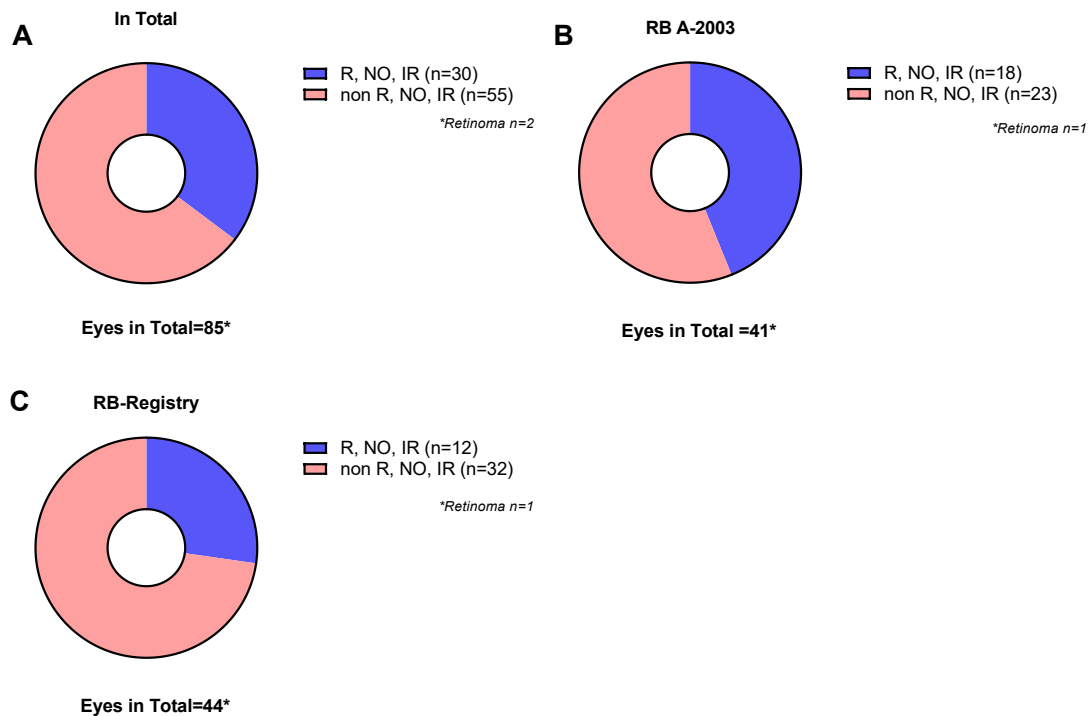 A
In Total
R, NO, IR (n=30)
non R, NO, IR (n=55)
*Retinoma n=2
Eyes in Total=85*
B
RB A-2003
R, NO, IR (n=18)
non R, NO, IR (n=23)
*Retinoma n=1
Eyes in Total =41*
C
RB-Registry
R, NO, IR (n=12)
non R, NO, IR (n=32)
*Retinoma n=1
Eyes in Total=44*